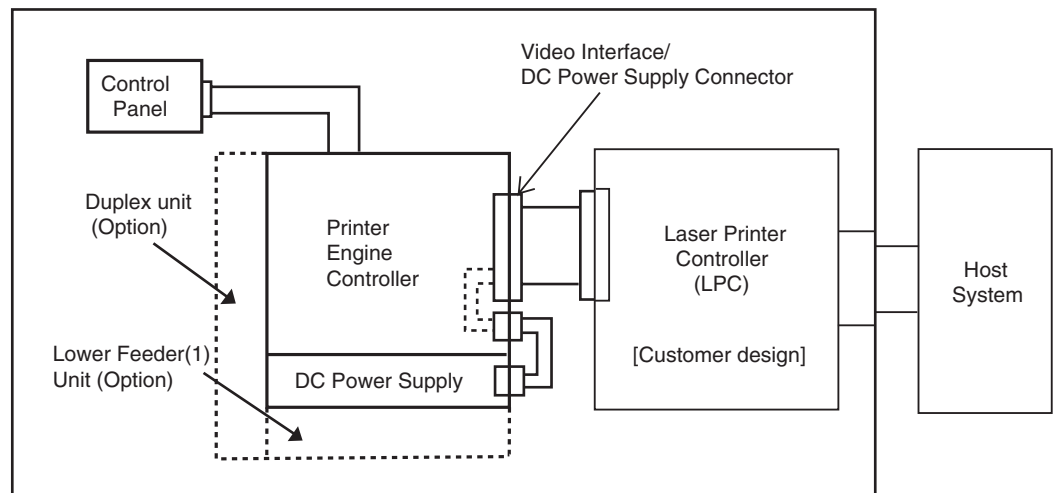 Video Interface/
DC Power Supply Connector
Control
Panel
Duplex unit
(Option)
Printer
Engine
Controller
Laser Printer
Controller
(LPC)
Host
System
Lower Feeder(1)
Unit (Option)
[Customer design]
DC Power Supply